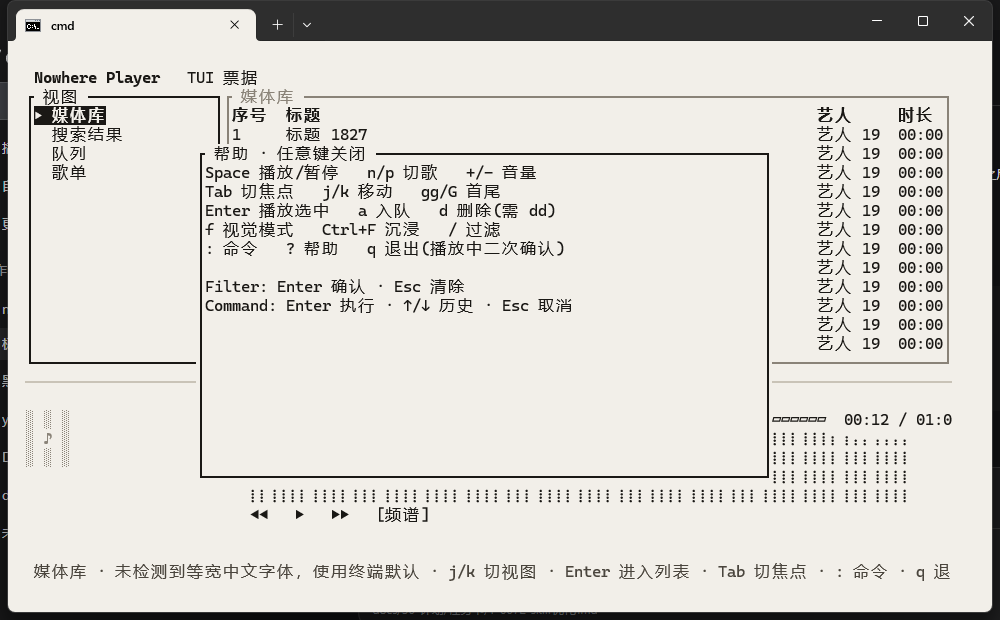 cmd
Nowhere Player TUI 票据
视图
媒体库
搜索结果
队列
歌单
媒体库
序号 标题 艺人 时长
1 标题 1827 艺人 19 00:00
艺人 19 00:00
艺人 19 00:00
艺人 19 00:00
艺人 19 00:00
艺人 19 00:00
艺人 19 00:00
艺人 19 00:00
艺人 19 00:00
艺人 19 00:00
艺人 19 00:00
艺人 19 00:00
帮助 · 任意键关闭
Space 播放/暂停 n/p 切歌 +/- 音量
Tab 切焦点 j/k 移动 gg/G 首尾
Enter 播放选中 a 入队 d 删除(需 dd)
f 视觉模式 Ctrl+F 沉浸 / 过滤
: 命令 ? 帮助 q 退出(播放中二次确认)
Filter: Enter 确认 · Esc 清除
Command: Enter 执行 · ↑/↓ 历史 · Esc 取消
♪
00:12 / 01:0
[频谱]
媒体库 · 未检测到等宽中文字体, 使用终端默认 · j/k 切视图 · Enter 进入列表 · Tab 切焦点 · : 命令 · q 退